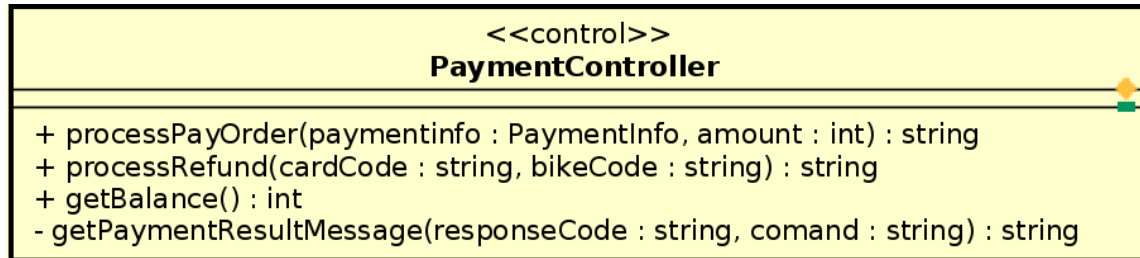 <<control>>
PaymentController
+ processPayOrder(paymentinfo : PaymentInfo, amount : int) : string
+ processRefund(cardCode : string, bikeCode : string) : string
+ getBalance() : int
- getPaymentResultMessage(responseCode : string, comand : string) : string